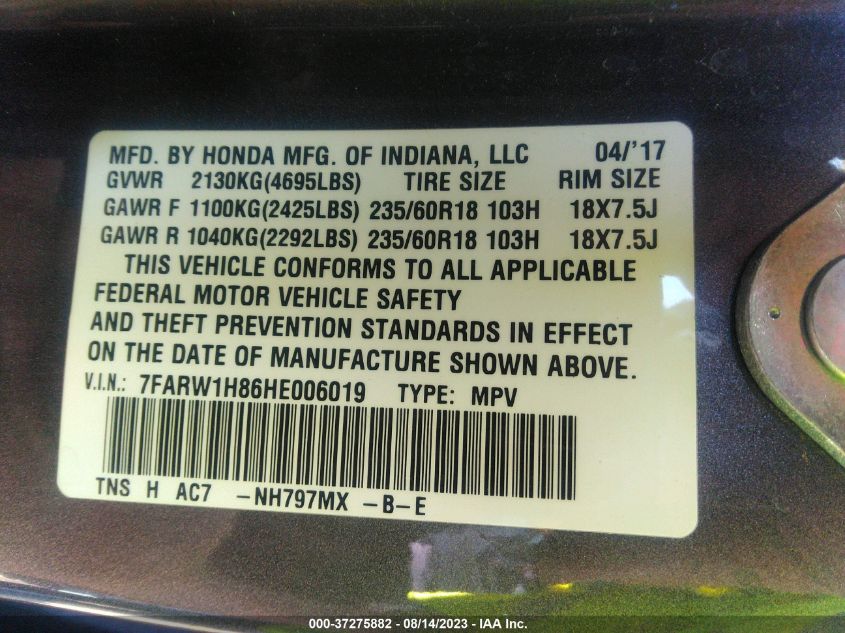 MFD. BY HONDA MFG. OF INDIANA, LLC 04/'17
GVWR 2130KG(4695LBS) TIRE SIZE RIM SIZE
GAWR F 1100KG(2425LBS) 235/60R18 103H 18X7.5J
GAWR R 1040KG(2292LBS) 235/60R18 103H 18X7.5J
THIS VEHICLE CONFORMS TO ALL APPLICABLE
FEDERAL MOTOR VEHICLE SAFETY
AND THEFT PREVENTION STANDARDS IN EFFECT
ON THE DATE OF MANUFACTURE SHOWN ABOVE.
V.I.N.: 7FARW1H86HE006019 TYPE: MPV
TNS H AC7 -NH797MX -B-E
000-37275882 - 08/14/2023 - IAA Inc.